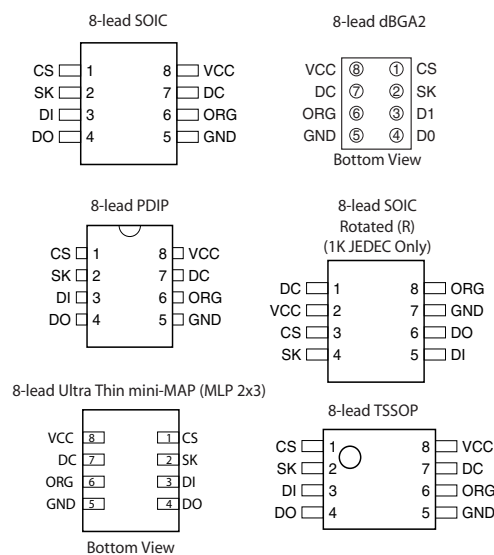 8-lead SOIC
CS 1 8 VCC
SK 2 7 DC
DI 3 6 ORG
DO 4 5 GND
8-lead dBGA2
VCC 8 1 CS
DC 7 2 SK
ORG 6 3 D1
GND 5 4 D0
Bottom View
8-lead PDIP
CS 1 8 VCC
SK 2 7 DC
DI 3 6 ORG
DO 4 5 GND
8-lead SOIC
Rotated (R)
(1K JEDEC Only)
DC 1 8 ORG
VCC 2 7 GND
CS 3 6 DO
SK 4 5 DI
8-lead Ultra Thin mini-MAP (MLP 2x3)
VCC 8 1 CS
DC 7 2 SK
ORG 6 3 DI
GND 5 4 DO
Bottom View
8-lead TSSOP
CS 1 8 VCC
SK 2 7 DC
DI 3 6 ORG
DO 4 5 GND